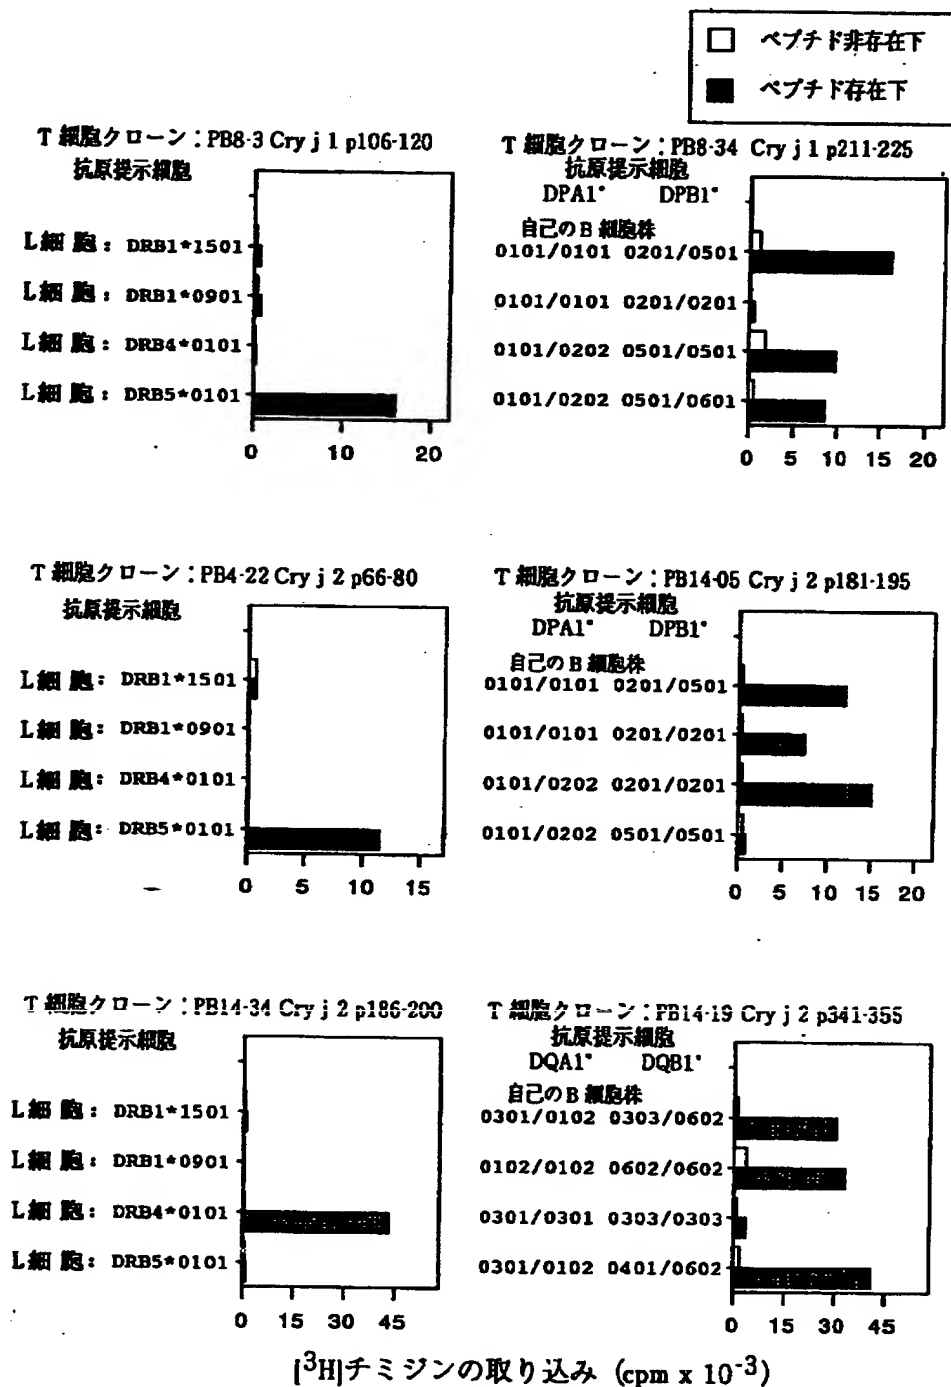 ペプチド非存在下
ペプチド存在下
T 細胞クローン：PB8-3 Cry j 1 p106-120
抗原提示細胞
L細 胞：DRB1*1501
L細 胞：DRB1*0901
L細 胞：DRB4*0101
L細 胞：DRB5*0101
0 10 20
T 細胞クローン：PB8-34 Cry j 1 p211-225
抗原提示細胞
DPA1* DPB1*
自己のB 細胞株
0101/0101 0201/0501
0101/0101 0201/0201
0101/0202 0501/0501
0101/0202 0501/0601
0 5 10 15 20
T 細胞クローン：PB4-22 Cry j 2 p66-80
抗原提示細胞
L細 胞：DRB1*1501
L細 胞：DRB1*0901
L細 胞：DRB4*0101
L細 胞：DRB5*0101
0 5 10 15
T 細胞クローン：PB14-05 Cry j 2 p181-195
抗原提示細胞
DPA1* DPB1*
自己のB 細胞株
0101/0101 0201/0501
0101/0101 0201/0201
0101/0202 0201/0201
0101/0202 0501/0501
0 5 10 15 20
T 細胞クローン：PB14-34 Cry j 2 p186-200
抗原提示細胞
L細 胞：DRB1*1501
L細 胞：DRB1*0901
L細 胞：DRB4*0101
L細 胞：DRB5*0101
0 15 30 45
T 細胞クローン：PB14-19 Cry j 2 p341-355
抗原提示細胞
DQA1* DQB1*
自己のB 細胞株
0301/0102 0303/0602
0102/0102 0602/0602
0301/0301 0303/0303
0301/0102 0401/0602
0 15 30 45
[³H]チミジンの取り込み (cpm x 10⁻³)